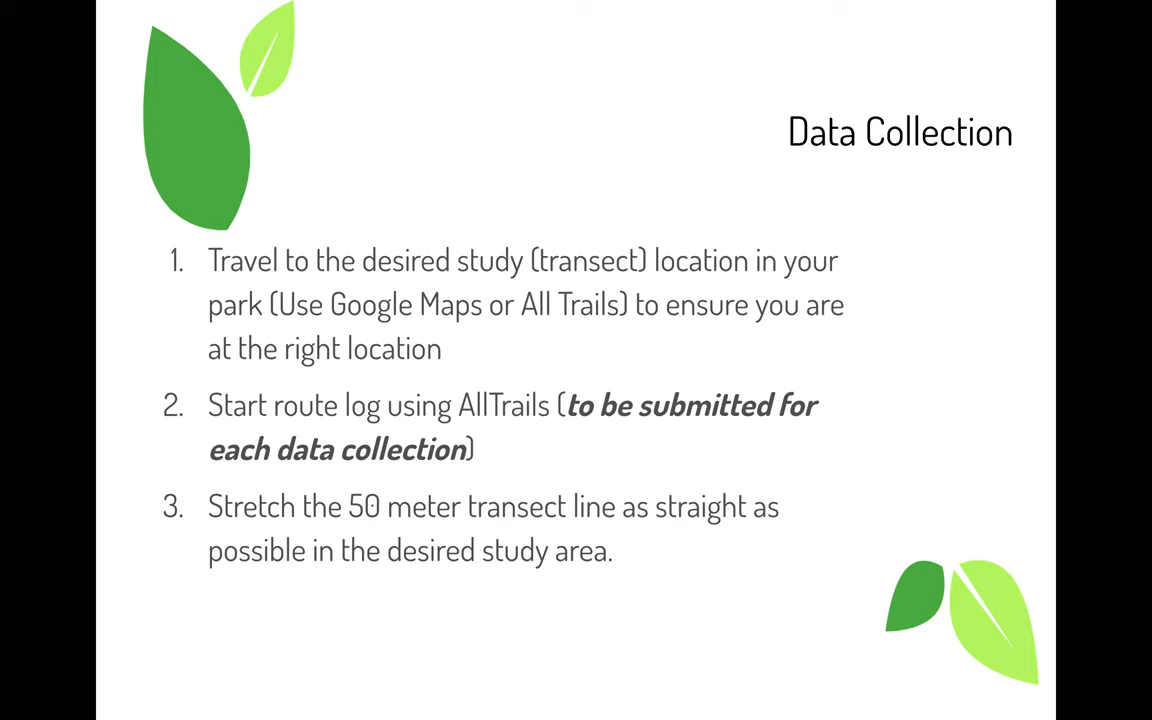 Data Collection
1. Travel to the desired study (transect) location in your
park (Use Google Maps or All Trails) to ensure you are
at the right location
2. Start route log using AllTrails (to be submitted for
each data collection)
3. Stretch the 50 meter transect line as straight as
possible in the desired study area.